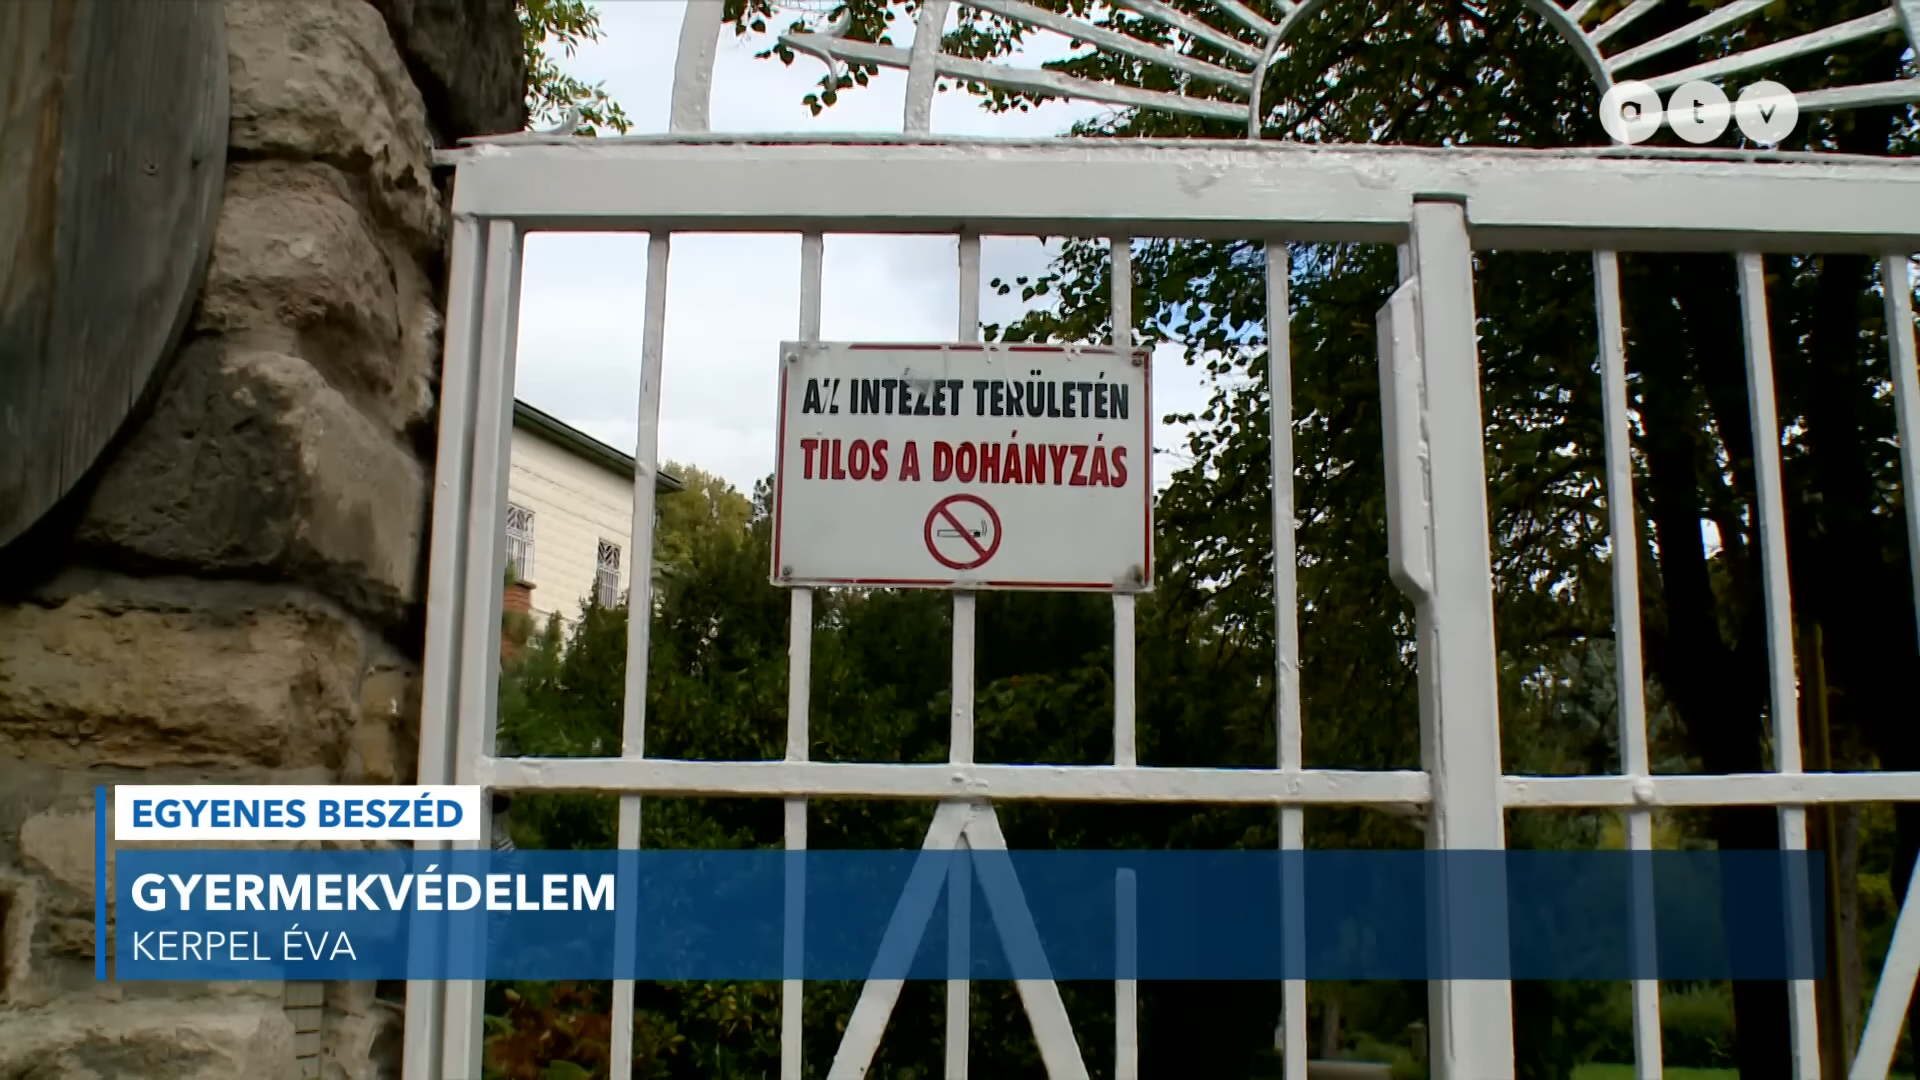 atv
AZ INTÉZET TERÜLETÉN
TILOS A DOHÁNYZÁS
EGYENES BESZÉD
GYERMEKVÉDELEM
KERPEL ÉVA